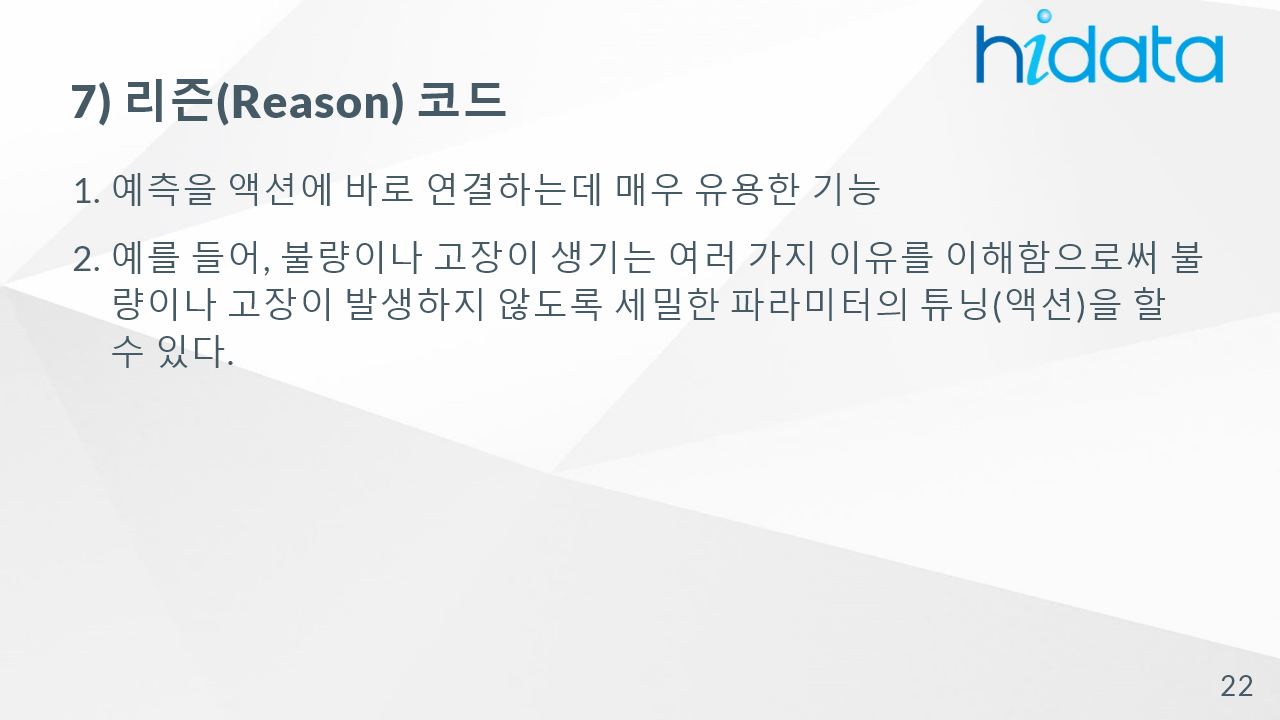 hidata
7) 리즌(Reason) 코드
1. 예측을 액션에 바로 연결하는데 매우 유용한 기능
2. 예를 들어, 불량이나 고장이 생기는 여러 가지 이유를 이해함으로써 불
량이나 고장이 발생하지 않도록 세밀한 파라미터의 튜닝(액션)을 할
수 있다.
22